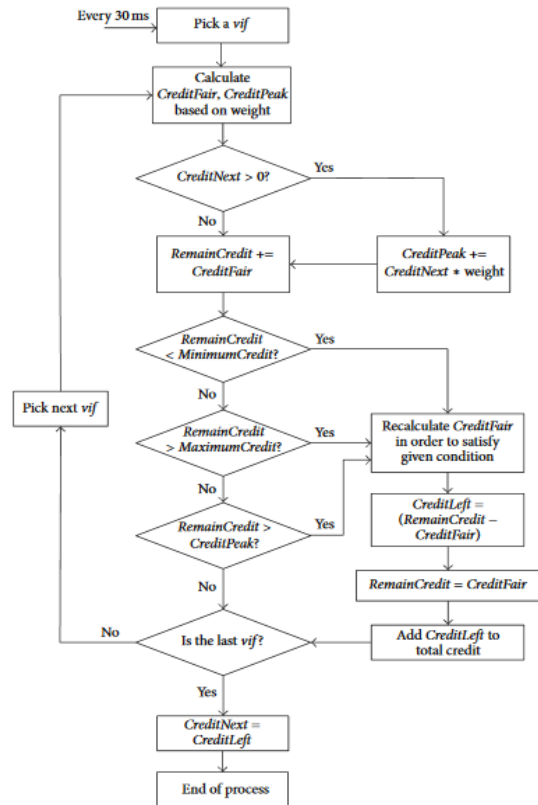 Every 30 ms
Pick a vif
Calculate
CreditFair, CreditPeak
based on weight
CreditNext > 0?
Yes
No
RemainCredit +=
CreditFair
CreditPeak +=
CreditNext * weight
RemainCredit
< MinimumCredit?
Yes
No
Pick next vif
RemainCredit
> MaximumCredit?
Yes
Recalculate CreditFair
in order to satisfy
given condition
No
CreditLeft =
(RemainCredit −
CreditFair)
RemainCredit >
CreditPeak?
Yes
No
RemainCredit = CreditFair
No
Is the last vif?
Add CreditLeft to
total credit
Yes
CreditNext =
CreditLeft
End of process